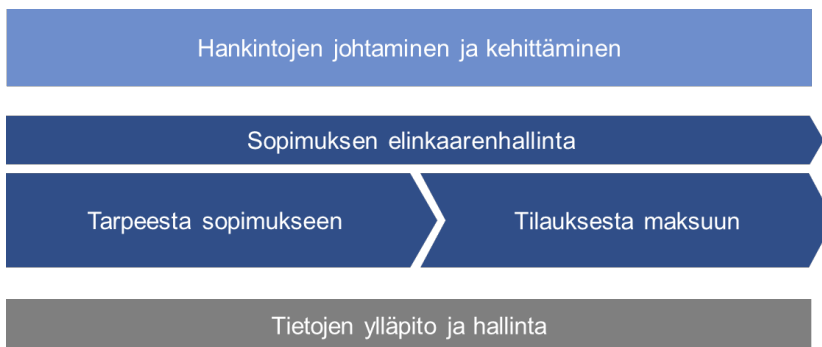 Hankintojen johtaminen ja kehittäminen
Sopimuksen elinkaarenhallinta
Tarpeesta sopimukseen
Tilauksesta maksuun
Tietojen ylläpito ja hallinta